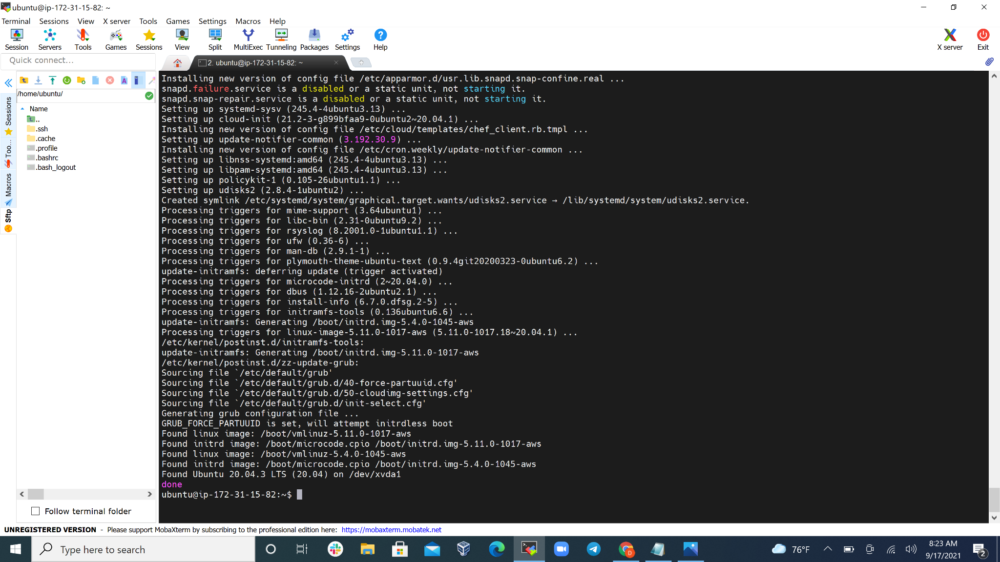 ubuntu@ip-172-31-15-82: ~
Terminal Sessions View X server Tools Games Settings Macros Help
Session Servers Tools Games Sessions View Split MultiExec Tunneling Packages Settings Help X server Exit
Quick connect...
2. ubuntu@ip-172-31-15-82: ~
/home/ubuntu/
Name
..
.ssh
.cache
.profile
.bashrc
.bash_logout
Sessions
Too...
Macros
Sftp
Follow terminal folder
Installing new version of config file /etc/apparmor.d/usr.lib.snapd.snap-confine.real ...
snapd.failure.service is a disabled or a static unit, not starting it.
snapd.snap-repair.service is a disabled or a static unit, not starting it.
Setting up systemd-sysv (245.4-4ubuntu3.13) ...
Setting up cloud-init (21.2-3-g899bfaa9-0ubuntu2~20.04.1) ...
Installing new version of config file /etc/cloud/templates/chef_client.rb.tmpl ...
Setting up update-notifier-common (3.192.30.9) ...
Installing new version of config file /etc/cron.weekly/update-notifier-common ...
Setting up libnss-systemd:amd64 (245.4-4ubuntu3.13) ...
Setting up libpam-systemd:amd64 (245.4-4ubuntu3.13) ...
Setting up policykit-1 (0.105-26ubuntu1.1) ...
Setting up udisks2 (2.8.4-1ubuntu2) ...
Created symlink /etc/systemd/system/graphical.target.wants/udisks2.service → /lib/systemd/system/udisks2.service.
Processing triggers for mime-support (3.64ubuntu1) ...
Processing triggers for libc-bin (2.31-0ubuntu9.2) ...
Processing triggers for rsyslog (8.2001.0-1ubuntu1.1) ...
Processing triggers for ufw (0.36-6) ...
Processing triggers for man-db (2.9.1-1) ...
Processing triggers for plymouth-theme-ubuntu-text (0.9.4git20200323-0ubuntu6.2) ...
update-initramfs: deferring update (trigger activated)
Processing triggers for microcode-initrd (2~20.04.0) ...
Processing triggers for dbus (1.12.16-2ubuntu2.1) ...
Processing triggers for install-info (6.7.0.dfsg.2-5) ...
Processing triggers for initramfs-tools (0.136ubuntu6.6) ...
update-initramfs: Generating /boot/initrd.img-5.4.0-1045-aws
Processing triggers for linux-image-5.11.0-1017-aws (5.11.0-1017.18~20.04.1) ...
/etc/kernel/postinst.d/initramfs-tools:
update-initramfs: Generating /boot/initrd.img-5.11.0-1017-aws
/etc/kernel/postinst.d/zz-update-grub:
Sourcing file `/etc/default/grub'
Sourcing file `/etc/default/grub.d/40-force-partuuid.cfg'
Sourcing file `/etc/default/grub.d/50-cloudimg-settings.cfg'
Sourcing file `/etc/default/grub.d/init-select.cfg'
Generating grub configuration file ...
GRUB_FORCE_PARTUUID is set, will attempt initrdless boot
Found linux image: /boot/vmlinuz-5.11.0-1017-aws
Found initrd image: /boot/microcode.cpio /boot/initrd.img-5.11.0-1017-aws
Found linux image: /boot/vmlinuz-5.4.0-1045-aws
Found initrd image: /boot/microcode.cpio /boot/initrd.img-5.4.0-1045-aws
Found Ubuntu 20.04.3 LTS (20.04) on /dev/xvda1
done
ubuntu@ip-172-31-15-82:~$
UNREGISTERED VERSION - Please support MobaXterm by subscribing to the professional edition here: https://mobaxterm.mobatek.net
Type here to search
76°F
8:23 AM
9/17/2021
2